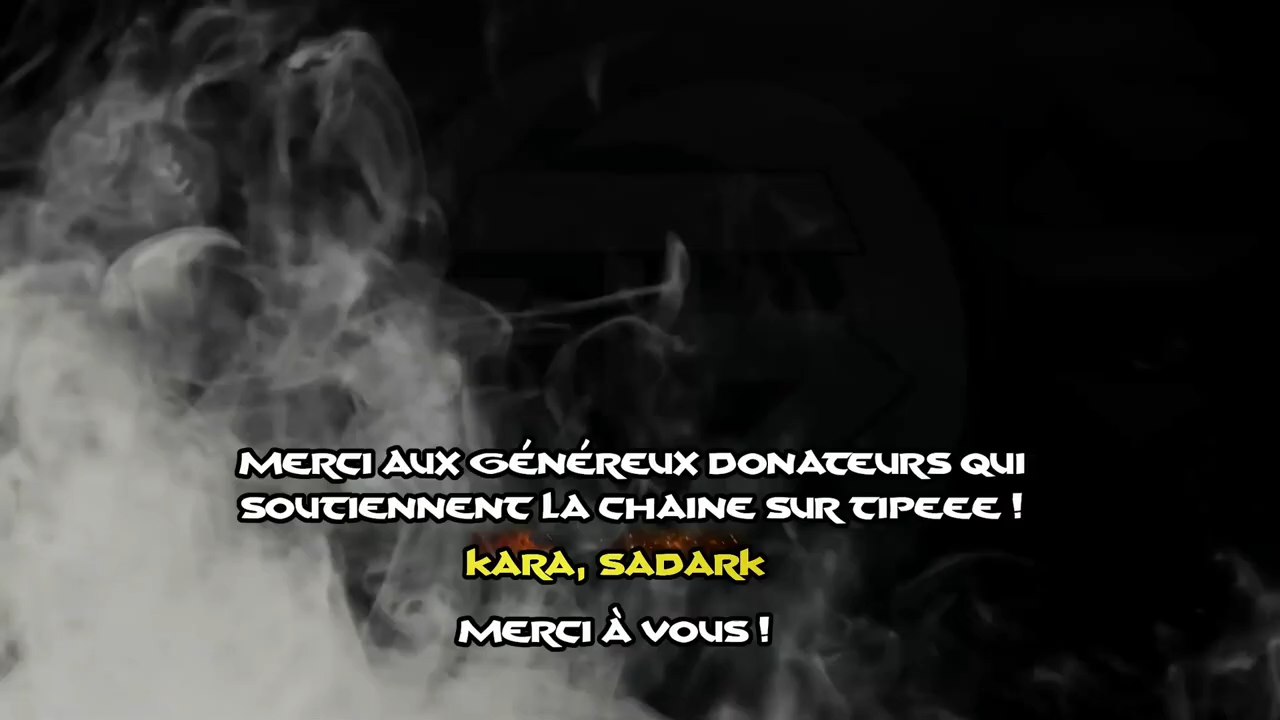 Merci aux généreux donateurs qui
soutiennent la chaine sur Tipeee !
Kara, Sadark
Merci à vous !